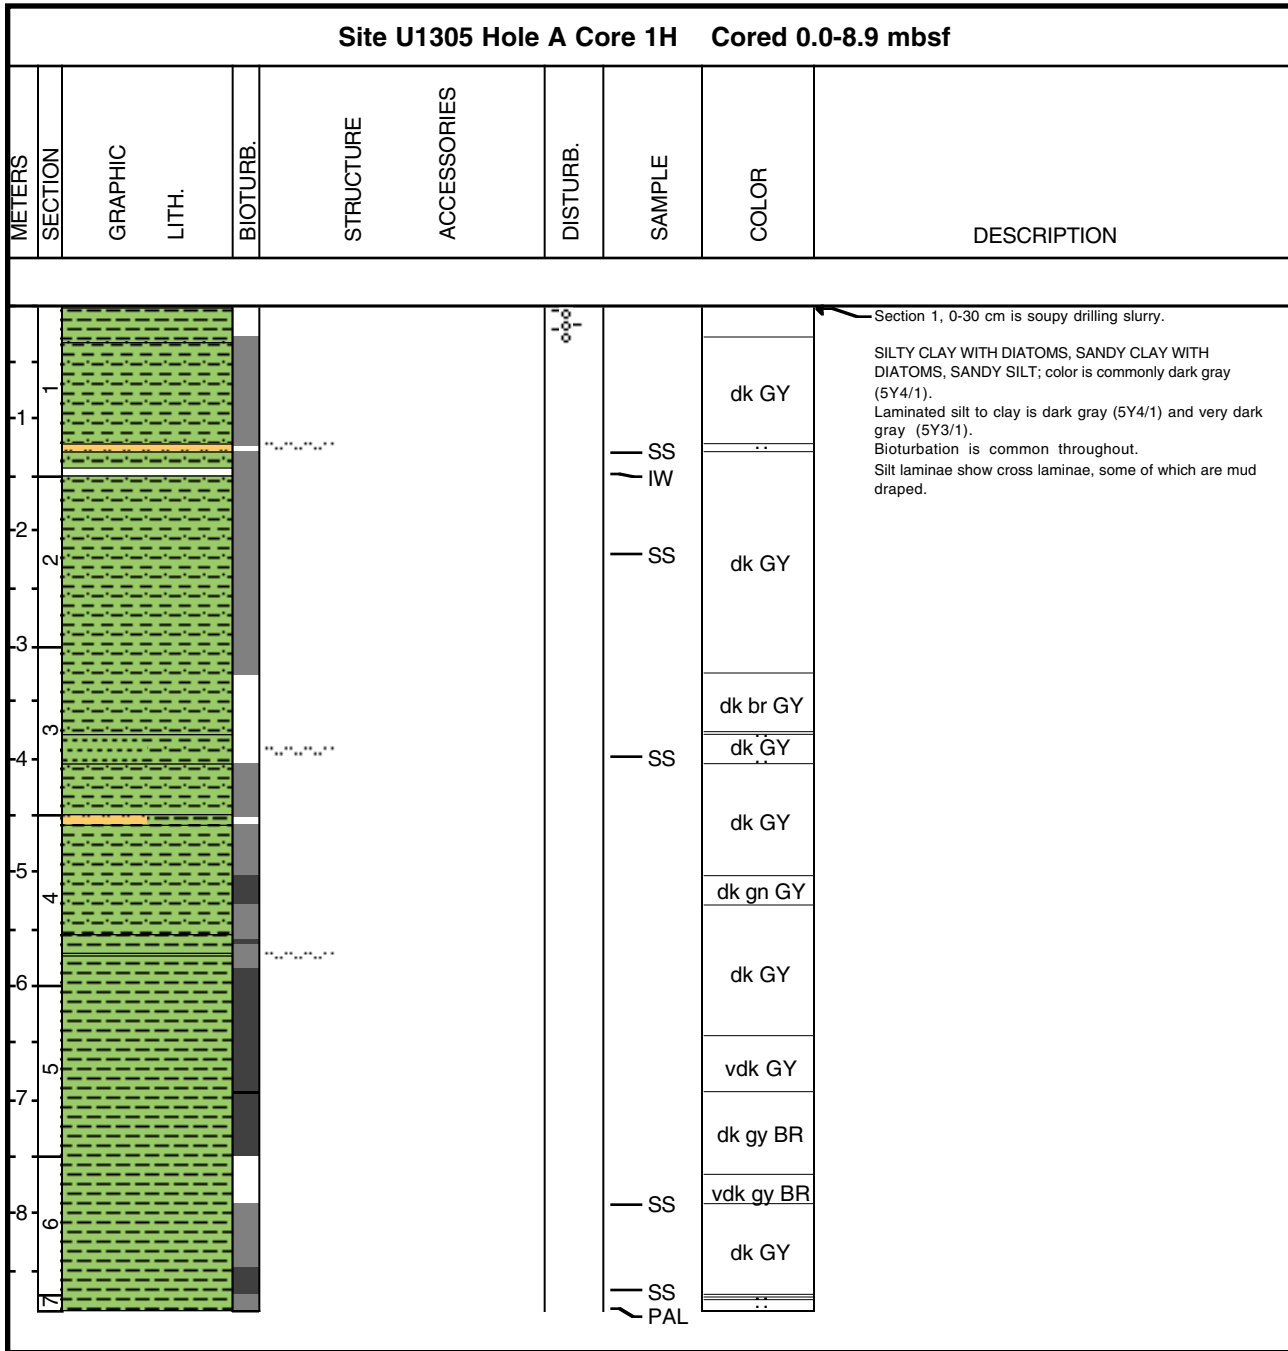 Site U1305 Hole A Core 1H Cored 0.0-8.9 mbsf
METERS
SECTION
GRAPHIC
LITH.
BIOTURB.
STRUCTURE
ACCESSORIES
DISTURB.
SAMPLE
COLOR
DESCRIPTION
Section 1, 0-30 cm is soupy drilling slurry.
SILTY CLAY WITH DIATOMS, SANDY CLAY WITH
DIATOMS, SANDY SILT; color is commonly dark gray
(5Y4/1).
Laminated silt to clay is dark gray (5Y4/1) and very dark
gray (5Y3/1).
Bioturbation is common throughout.
Silt laminae show cross laminae, some of which are mud
draped.
1
2
3
4
5
6
7
8
1
2
3
4
5
6
7
SS
IW
SS
SS
SS
SS
PAL
dk GY
dk GY
dk br GY
dk GY
dk GY
dk gn GY
dk GY
vdk GY
dk gy BR
vdk gy BR
dk GY